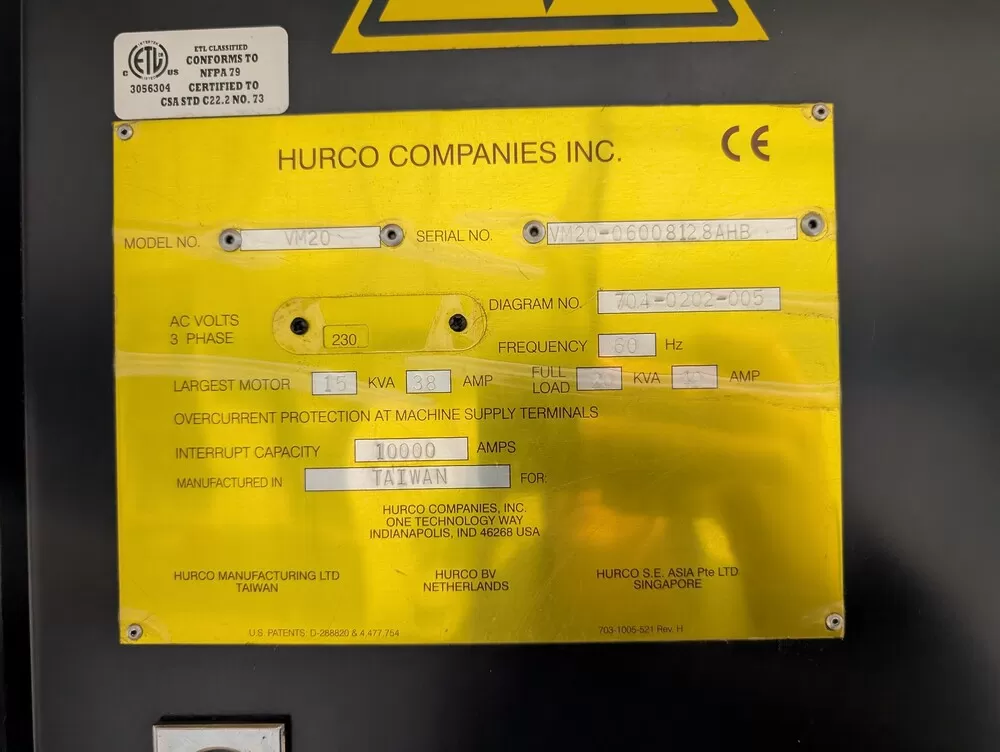 ETL CLASSIFIED
CONFORMS TO
NFPA 79
CERTIFIED TO
CSA STD C22.2 NO. 73
C ETL US
3056304
HURCO COMPANIES INC.
CE
MODEL NO. VM20 SERIAL NO. VM20-06008128AHB
DIAGRAM NO. 704-0202-005
AC VOLTS
3 PHASE
230
FREQUENCY 60 Hz
LARGEST MOTOR 15 KVA 38 AMP FULL LOAD KVA AMP
OVERCURRENT PROTECTION AT MACHINE SUPPLY TERMINALS
INTERRUPT CAPACITY 10000 AMPS
MANUFACTURED IN TAIWAN FOR:
HURCO COMPANIES, INC.
ONE TECHNOLOGY WAY
INDIANAPOLIS, IND 46268 USA
HURCO MANUFACTURING LTD
TAIWAN
HURCO BV
NETHERLANDS
HURCO S.E. ASIA Pte LTD
SINGAPORE
U.S. PATENTS, D-288820 & 4,477,754
703-1005-521 Rev. H